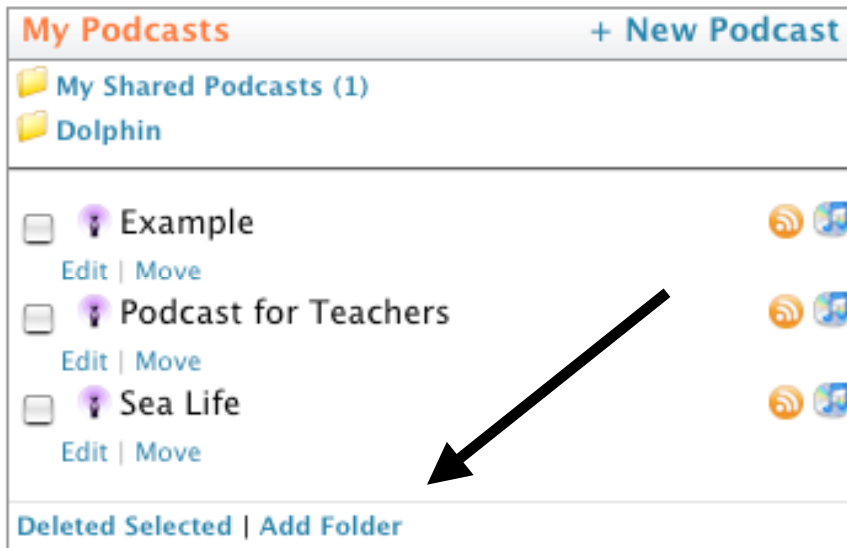 My Podcasts + New Podcast
My Shared Podcasts (1)
Dolphin
Example
Edit | Move
Podcast for Teachers
Edit | Move
Sea Life
Edit | Move
Deleted Selected | Add Folder